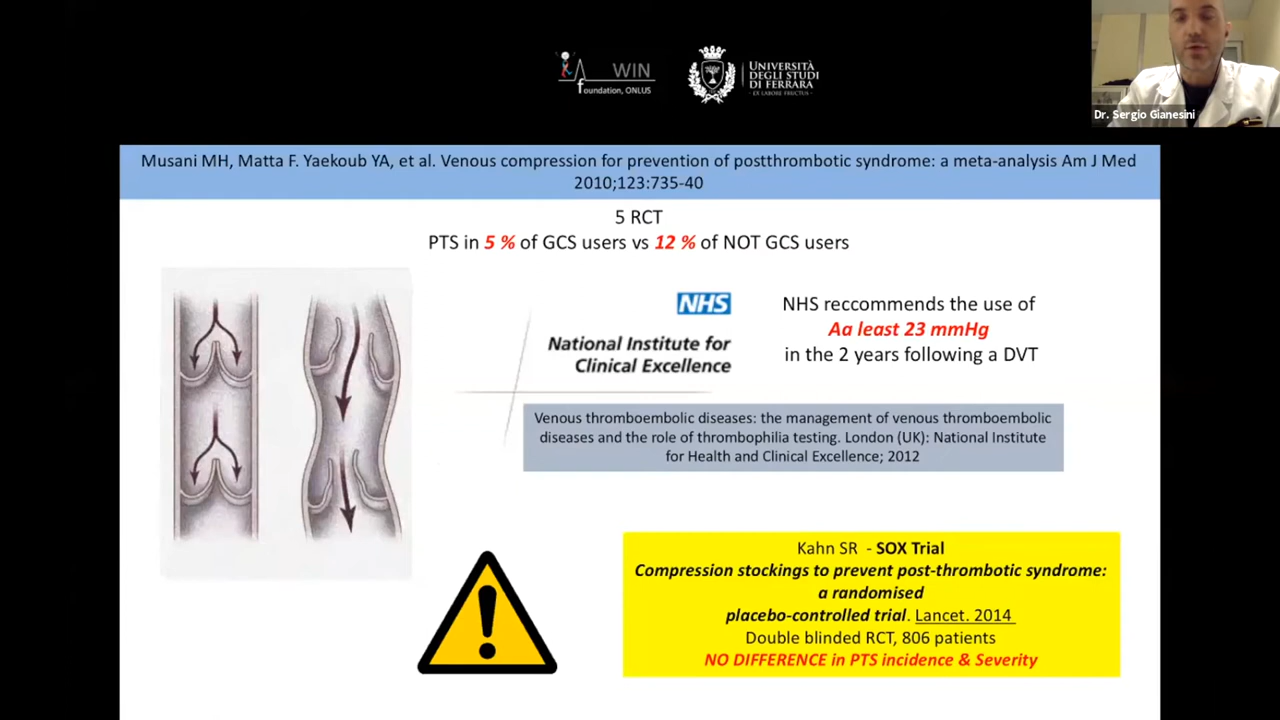 WIN
foundation, ONLUS
UNIVERSITÀ
DEGLI STUDI
DI FERRARA
- EX LABORE FRUCTUS -
Dr. Sergio Gianesini
Musani MH, Matta F. Yaekoub YA, et al. Venous compression for prevention of postthrombotic syndrome: a meta-analysis Am J Med
2010;123:735-40
5 RCT
PTS in 5 % of GCS users vs 12 % of NOT GCS users
NHS
National Institute for
Clinical Excellence
NHS reccommends the use of
Aa least 23 mmHg
in the 2 years following a DVT
Venous thromboembolic diseases: the management of venous thromboembolic
diseases and the role of thrombophilia testing. London (UK): National Institute
for Health and Clinical Excellence; 2012
Kahn SR - SOX Trial
Compression stockings to prevent post-thrombotic syndrome:
a randomised
placebo-controlled trial. Lancet. 2014
Double blinded RCT, 806 patients
NO DIFFERENCE in PTS incidence & Severity